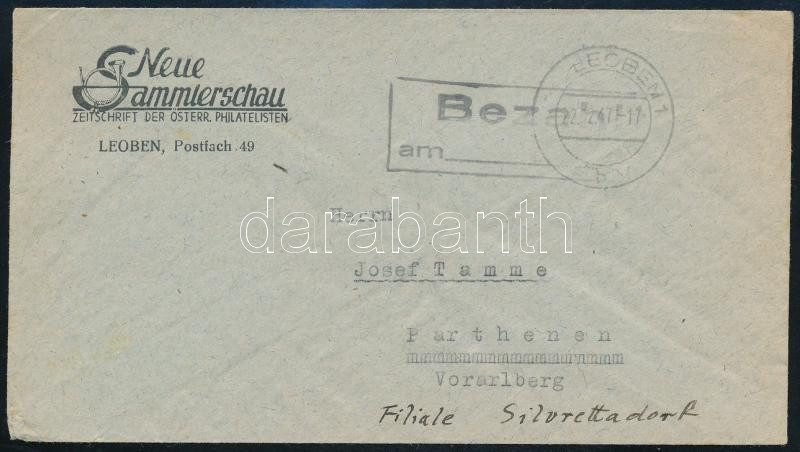 Neue
Sammlerschau
ZEITSCHRIFT DER ÖSTERR. PHILATELISTEN
LEOBEN, Postfach 49
LEOBEN 1
Bez
am
darabanth
Herrn
Josef Tamme
Parthenen
mmmmmmmmmmmmmmmmmmmm
Vorarlberg
Filiale Silvrettadorf